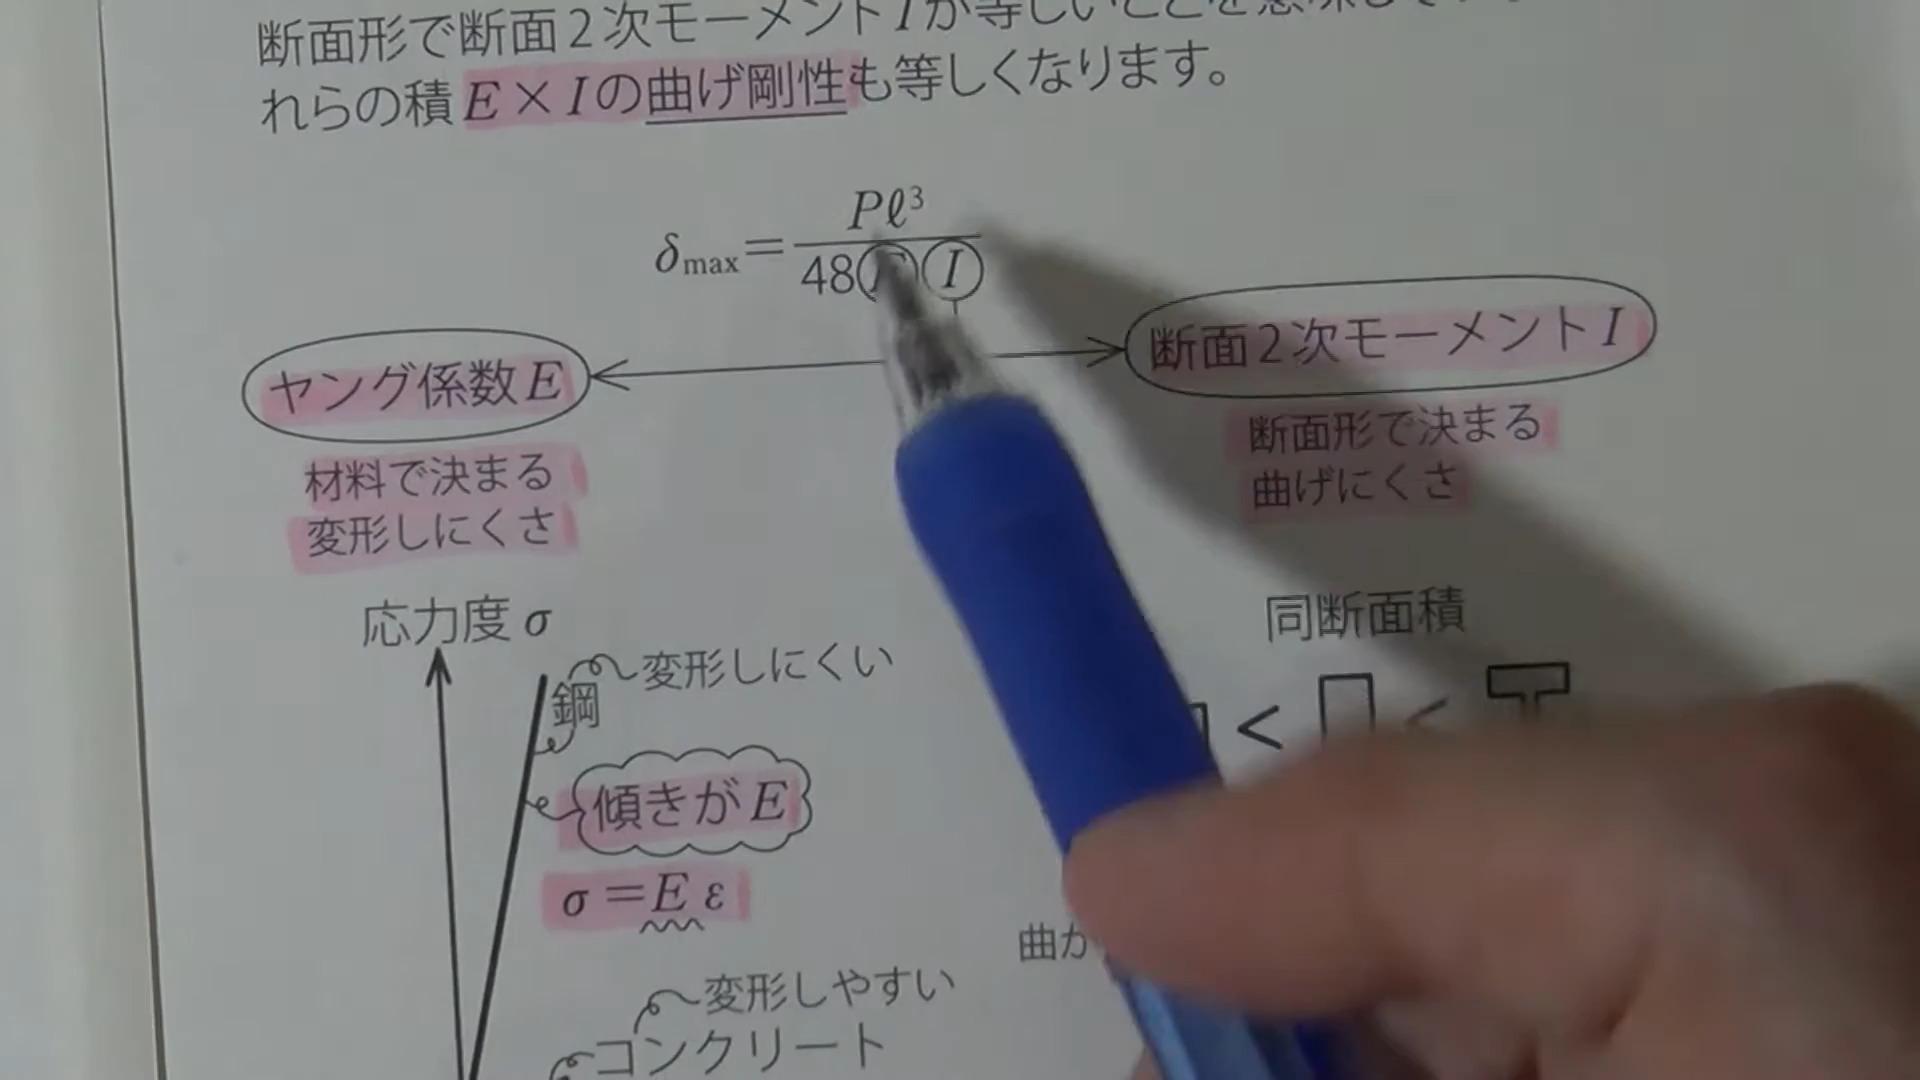 断面形で断面2次モーメントIが等しいことを意味し
れらの積E×Iの曲げ剛性も等しくなります。
δmax=Pℓ³/48EI
ヤング係数E
断面2次モーメントI
材料で決まる
変形しにくさ
断面形で決まる
曲げにくさ
応力度σ
変形しにくい
鋼
傾きがE
σ=Eε
変形しやすい
コンクリート
同断面積
< <
曲が